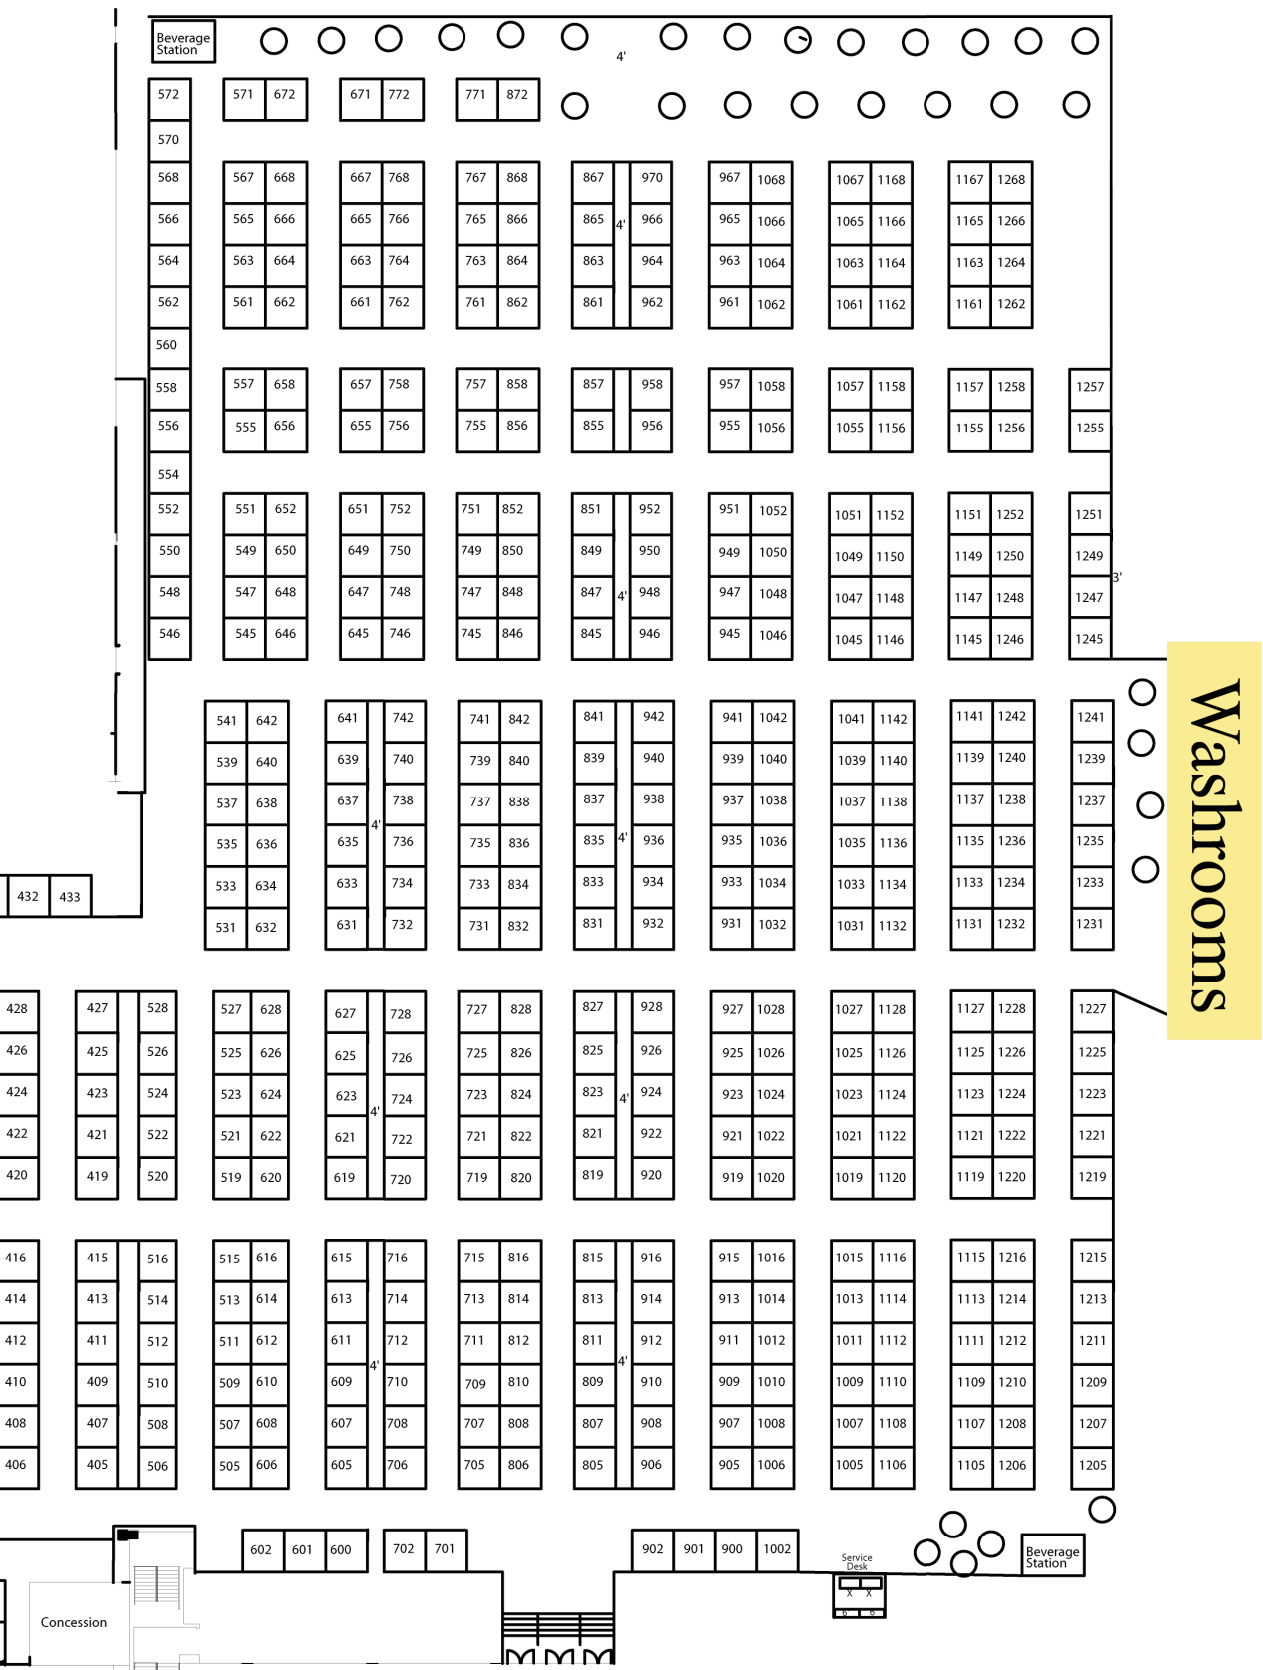 Beverage
Station
4'
572 571 672 671 772 771 872
570
568 567 668 667 768 767 868 867 970 967 1068 1067 1168 1167 1268
566 565 666 665 766 765 866 865 4' 966 965 1066 1065 1166 1165 1266
564 563 664 663 764 763 864 863 964 963 1064 1063 1164 1163 1264
562 561 662 661 762 761 862 861 962 961 1062 1061 1162 1161 1262
560
558 557 658 657 758 757 858 857 958 957 1058 1057 1158 1157 1258 1257
556 555 656 655 756 755 856 855 956 955 1056 1055 1156 1155 1256 1255
554
552 551 652 651 752 751 852 851 952 951 1052 1051 1152 1151 1252 1251
550 549 650 649 750 749 850 849 950 949 1050 1049 1150 1149 1250 1249
3'
548 547 648 647 748 747 848 847 4' 948 947 1048 1047 1148 1147 1248 1247
546 545 646 645 746 745 846 845 946 945 1046 1045 1146 1145 1246 1245
Washrooms
541 642 641 742 741 842 841 942 941 1042 1041 1142 1141 1242 1241
539 640 639 740 739 840 839 940 939 1040 1039 1140 1139 1240 1239
537 638 637 738 737 838 837 938 937 1038 1037 1138 1137 1238 1237
4'
535 636 635 736 735 836 835 4' 936 935 1036 1035 1136 1135 1236 1235
533 634 633 734 733 834 833 934 933 1034 1033 1134 1133 1234 1233
432 433
531 632 631 732 731 832 831 932 931 1032 1031 1132 1131 1232 1231
428 427 528 527 628 627 728 727 828 827 928 927 1028 1027 1128 1127 1228 1227
426 425 526 525 626 625 726 725 826 825 926 925 1026 1025 1126 1125 1226 1225
424 423 524 523 624 623 724 723 824 823 4' 924 923 1024 1023 1124 1123 1224 1223
4'
422 421 522 521 622 621 722 721 822 821 922 921 1022 1021 1122 1121 1222 1221
420 419 520 519 620 619 720 719 820 819 920 919 1020 1019 1120 1119 1220 1219
416 415 516 515 616 615 716 715 816 815 916 915 1016 1015 1116 1115 1216 1215
414 413 514 513 614 613 714 713 814 813 914 913 1014 1013 1114 1113 1214 1213
412 411 512 511 612 611 712 711 812 811 912 911 1012 1011 1112 1111 1212 1211
4' 4'
410 409 510 509 610 609 710 709 810 809 910 909 1010 1009 1110 1109 1210 1209
408 407 508 507 608 607 708 707 808 807 908 907 1008 1007 1108 1107 1208 1207
406 405 506 505 606 605 706 705 806 805 906 905 1006 1005 1106 1105 1206 1205
602 601 600 702 701 902 901 900 1002
Beverage
Station
Service
Desk
X X
6 6
Concession